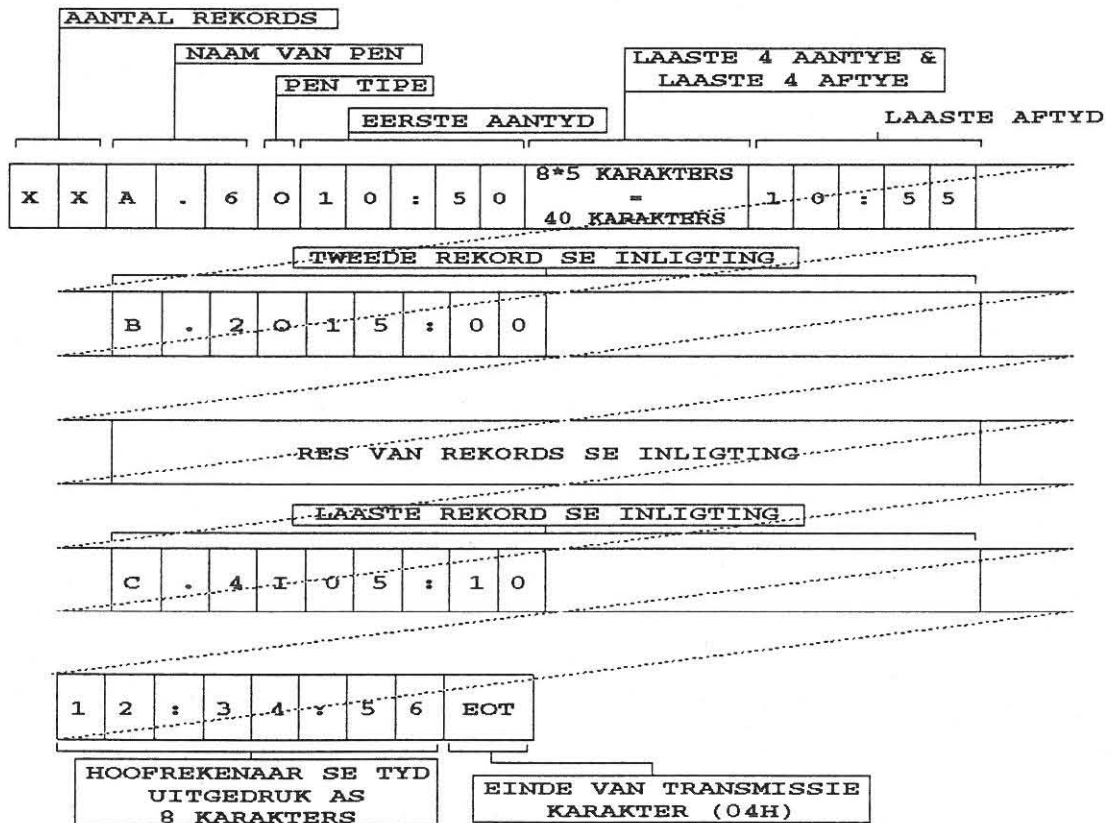 AANTAL REKORDS
NAAM VAN PEN
PEN TIPE
EERSTE AANTYD
LAASTE 4 AANTYE &
LAASTE 4 AFTYE
LAASTE AFTYD
X X A . 6 O 1 0 : 5 0
8*5 KARAKTERS
=
40 KARAKTERS
1 0 : 5 5
TWEEDE REKORD SE INLIGTING
B . 2 O 1 5 : 0 0
RES VAN REKORDS SE INLIGTING
LAASTE REKORD SE INLIGTING
C . 4 I 0 5 : 1 0
1 2 : 3 4 : 5 6 EOT
HOOFREKENAAR SE TYD
UITGEDRUK AS
8 KARAKTERS
EINDE VAN TRANSMISSIE
KARAKTER (04H)